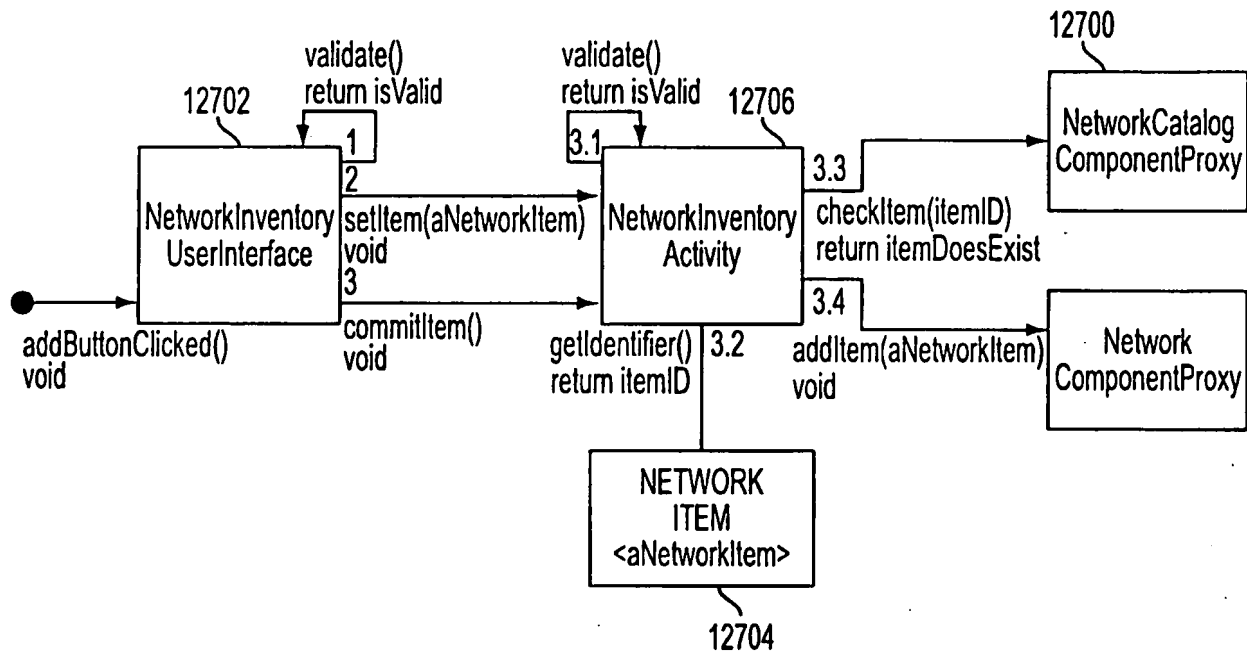 12700
validate()
return isValid
validate()
return isValid
12702
12706
1
3.1
NetworkCatalog
ComponentProxy
2
3.3
NetworkInventory
UserInterface
setItem(aNetworkItem)
void
NetworkInventory
Activity
checkItem(itemID)
return itemDoesExist
3
3.4
addButtonClicked()
void
commitItem()
void
getIdentifier()
return itemID
3.2
addItem(aNetworkItem)
void
Network
ComponentProxy
NETWORK
ITEM
<aNetworkItem>
12704